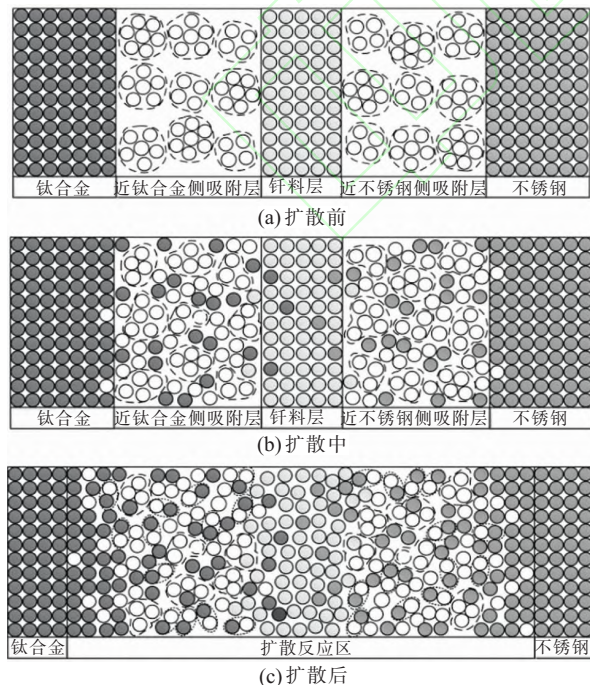 钛合金 近钛合金侧吸附层 钎料层 近不锈钢侧吸附层 不锈钢
(a) 扩散前
钛合金 近钛合金侧吸附层 钎料层 近不锈钢侧吸附层 不锈钢
(b) 扩散中
钛合金 扩散反应区 不锈钢
(c) 扩散后